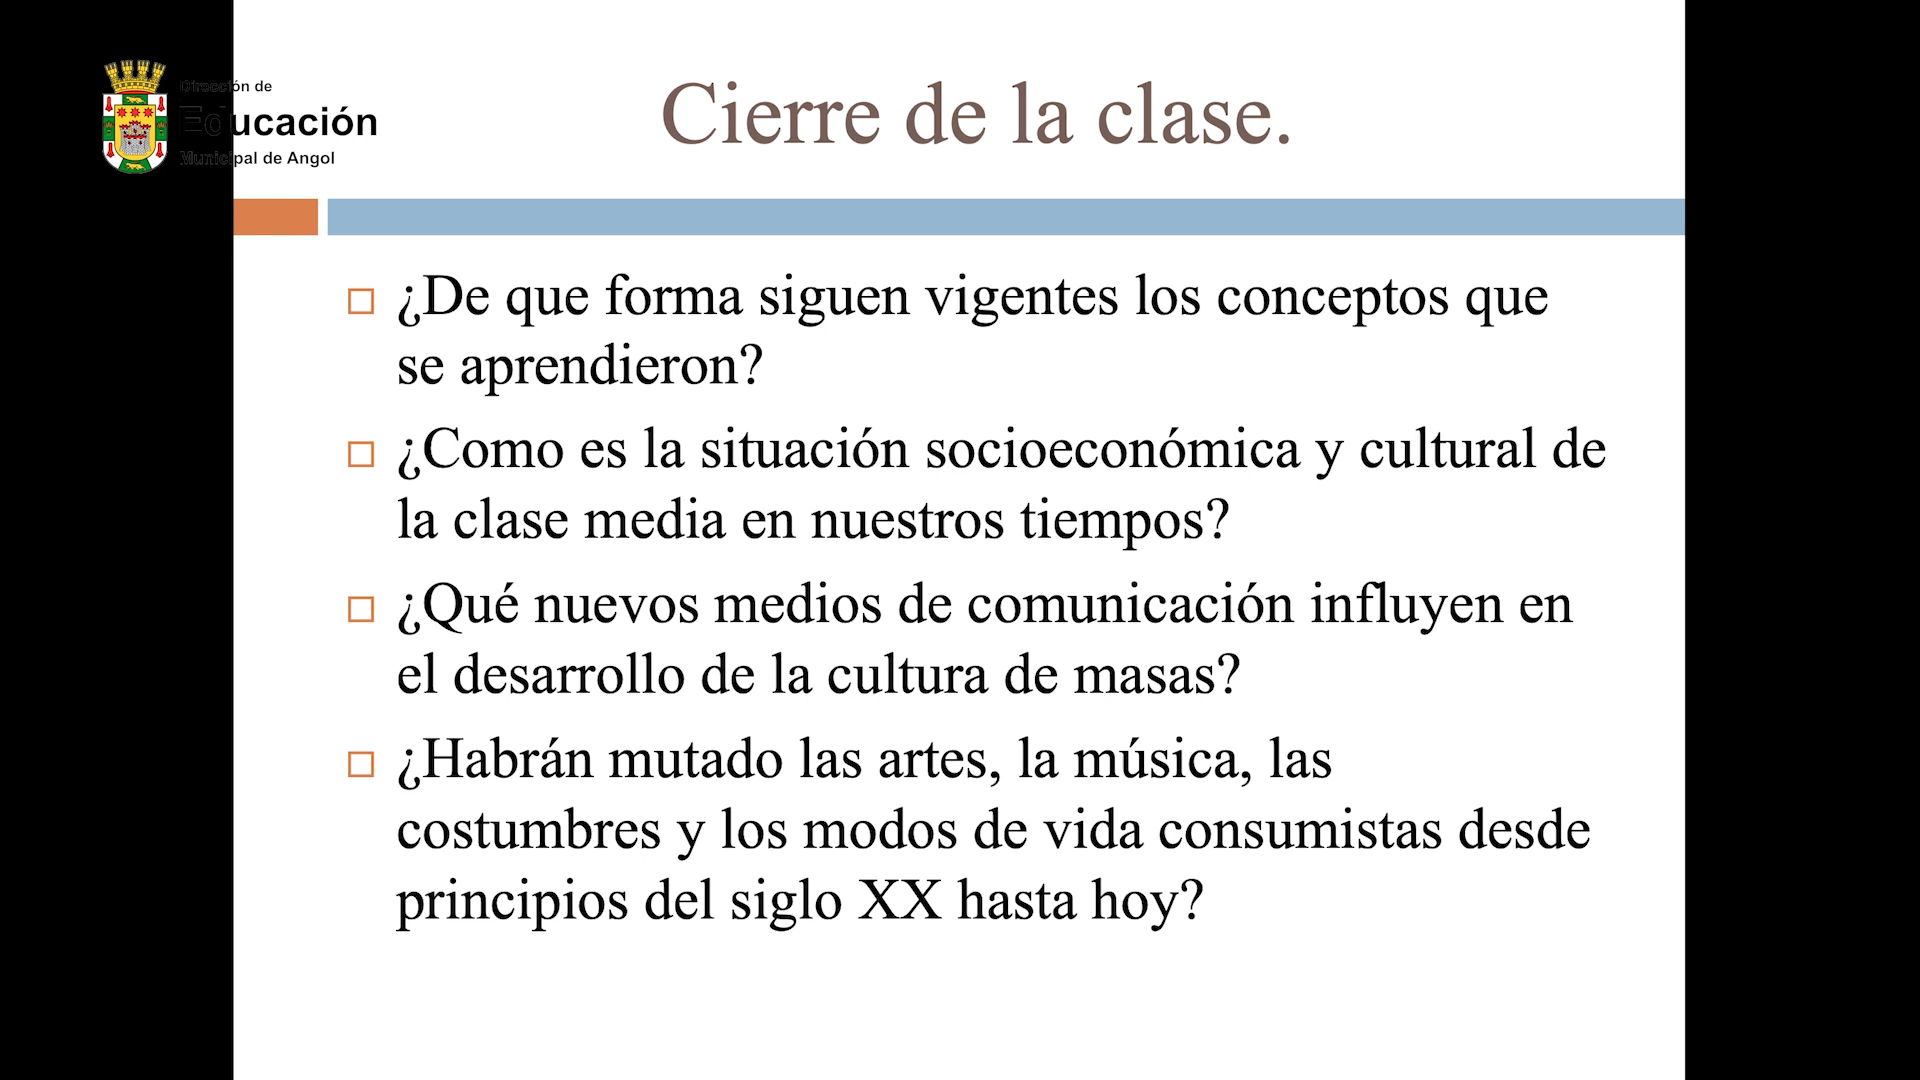 Dirección de
Educación
Municipal de Angol
Cierre de la clase.
¿De que forma siguen vigentes los conceptos que
se aprendieron?
¿Como es la situación socioeconómica y cultural de
la clase media en nuestros tiempos?
¿Qué nuevos medios de comunicación influyen en
el desarrollo de la cultura de masas?
¿Habrán mutado las artes, la música, las
costumbres y los modos de vida consumistas desde
principios del siglo XX hasta hoy?